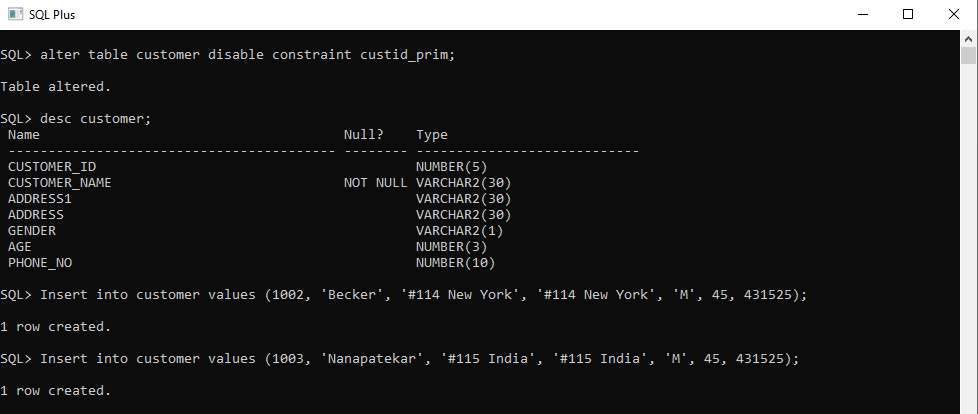 SQL Plus
SQL> alter table customer disable constraint custid_prim;
Table altered.
SQL> desc customer;
Name                                      Null?    Type
----------------------------------------- -------- ----------------------------
CUSTOMER_ID                                        NUMBER(5)
CUSTOMER_NAME                             NOT NULL VARCHAR2(30)
ADDRESS1                                           VARCHAR2(30)
ADDRESS                                            VARCHAR2(30)
GENDER                                             VARCHAR2(1)
AGE                                                NUMBER(3)
PHONE_NO                                           NUMBER(10)
SQL> Insert into customer values (1002, 'Becker', '#114 New York', '#114 New York', 'M', 45, 431525);
1 row created.
SQL> Insert into customer values (1003, 'Nanapatekar', '#115 India', '#115 India', 'M', 45, 431525);
1 row created.